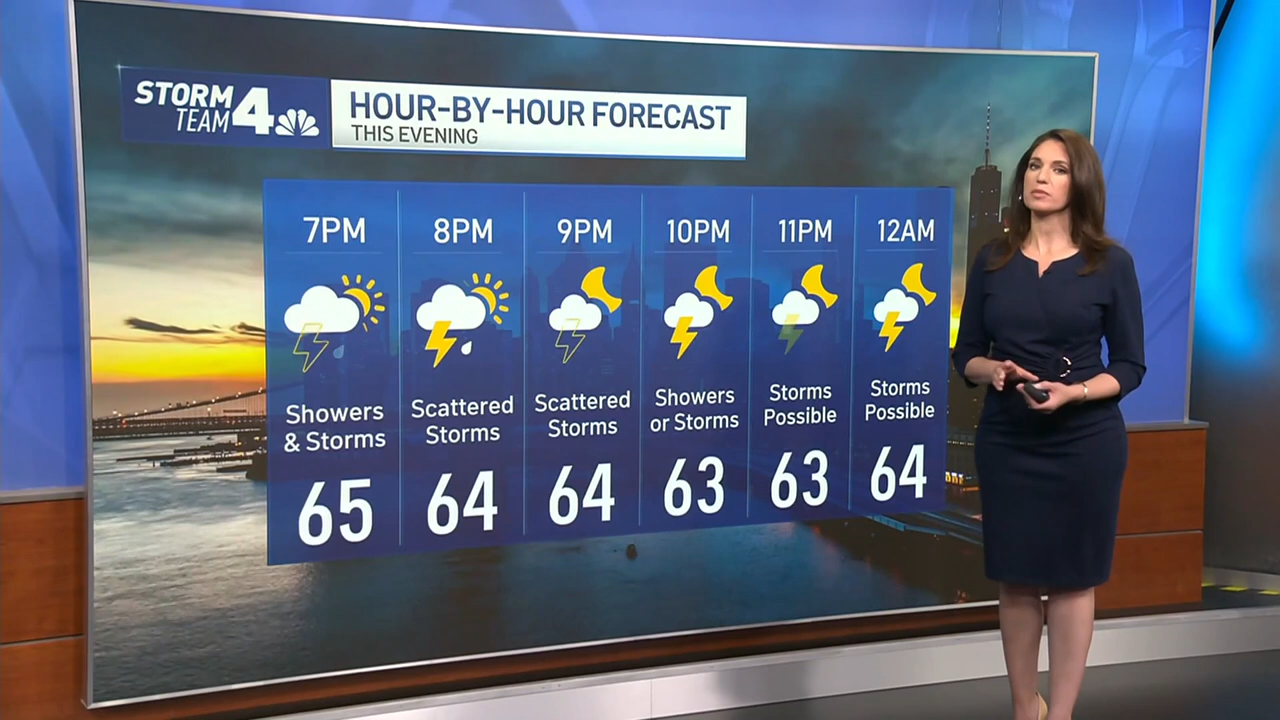 STORM
TEAM 4
HOUR-BY-HOUR FORECAST
THIS EVENING
7PM
8PM
9PM
10PM
11PM
12AM
Showers
& Storms
Scattered
Storms
Scattered
Storms
Showers
or Storms
Storms
Possible
Storms
Possible
65
64
64
63
63
64